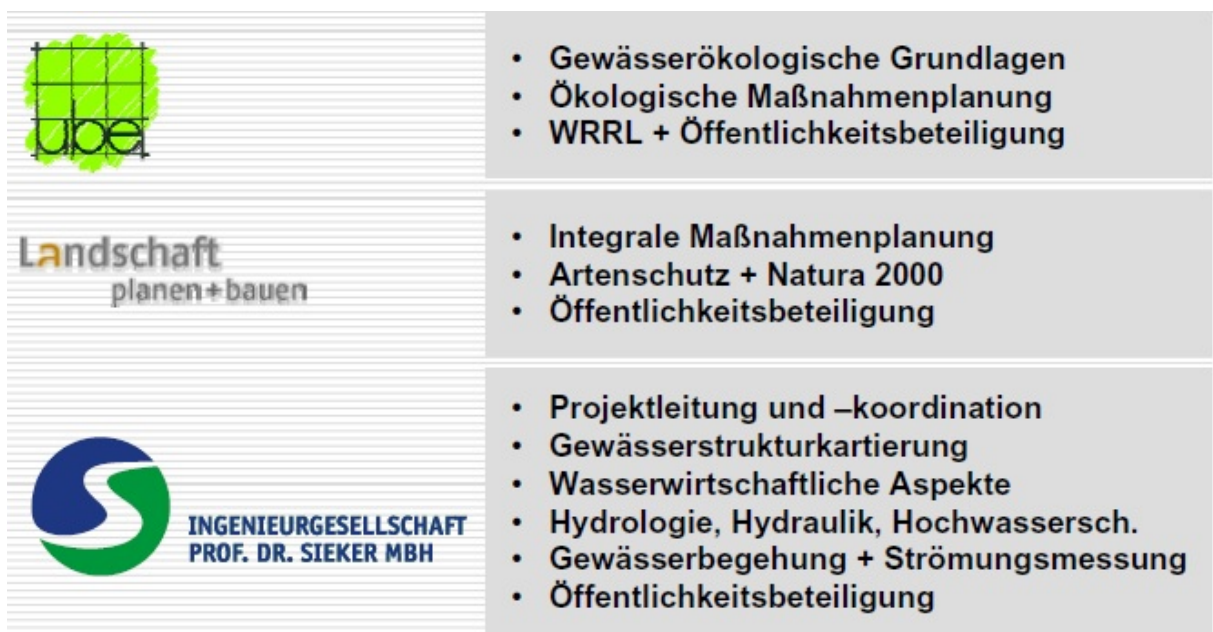 ube
• Gewässerökologische Grundlagen
• Ökologische Maßnahmenplanung
• WRRL + Öffentlichkeitsbeteiligung
Landschaft
planen+bauen
• Integrale Maßnahmenplanung
• Artenschutz + Natura 2000
• Öffentlichkeitsbeteiligung
INGENIEURGESELLSCHAFT
PROF. DR. SIEKER MBH
• Projektleitung und –koordination
• Gewässerstrukturkartierung
• Wasserwirtschaftliche Aspekte
• Hydrologie, Hydraulik, Hochwassersch.
• Gewässerbegehung + Strömungsmessung
• Öffentlichkeitsbeteiligung